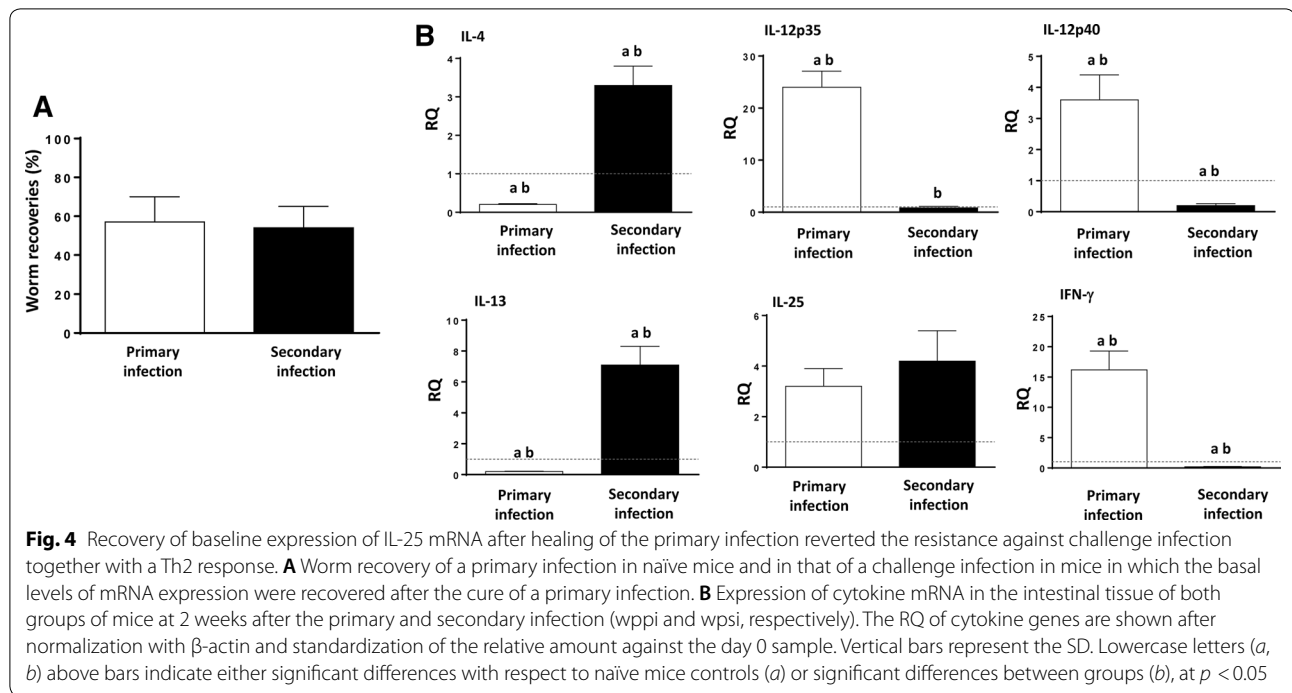 A
Worm recoveries (%)
100
80
60
40
20
0
Primary infection
Secondary infection
B
IL-4
RQ
4
3
2
1
0
a b
a b
Primary infection
Secondary infection
IL-12p35
RQ
30
20
10
0
a b
b
Primary infection
Secondary infection
IL-12p40
RQ
5
4
3
2
1
0
a b
a b
Primary infection
Secondary infection
IL-13
RQ
10
8
6
4
2
0
a b
a b
Primary infection
Secondary infection
IL-25
RQ
6
4
2
0
Primary infection
Secondary infection
IFN-γ
RQ
25
20
15
10
5
0
a b
a b
Primary infection
Secondary infection
Fig. 4 Recovery of baseline expression of IL-25 mRNA after healing of the primary infection reverted the resistance against challenge infection
together with a Th2 response. A Worm recovery of a primary infection in naïve mice and in that of a challenge infection in mice in which the basal
levels of mRNA expression were recovered after the cure of a primary infection. B Expression of cytokine mRNA in the intestinal tissue of both
groups of mice at 2 weeks after the primary and secondary infection (wppi and wpsi, respectively). The RQ of cytokine genes are shown after
normalization with β-actin and standardization of the relative amount against the day 0 sample. Vertical bars represent the SD. Lowercase letters (a,
b) above bars indicate either significant differences with respect to naïve mice controls (a) or significant differences between groups (b), at p < 0.05